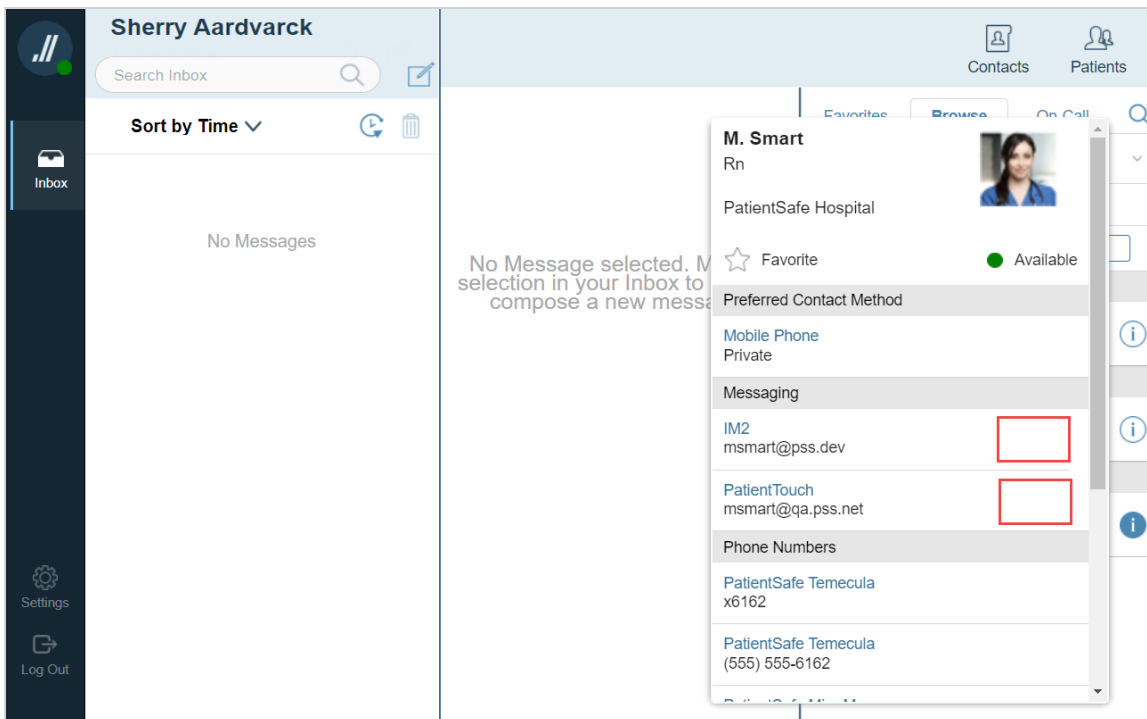 Sherry Aardvarck
Search Inbox
Sort by Time
No Messages
Inbox
Settings
Log Out
No Message selected. M
selection in your Inbox to
compose a new messa
Contacts
Patients
Favorites
Browse
On Call
M. Smart
Rn
PatientSafe Hospital
Favorite
Available
Preferred Contact Method
Mobile Phone
Private
Messaging
IM2
msmart@pss.dev
PatientTouch
msmart@qa.pss.net
Phone Numbers
PatientSafe Temecula
x6162
PatientSafe Temecula
(555) 555-6162